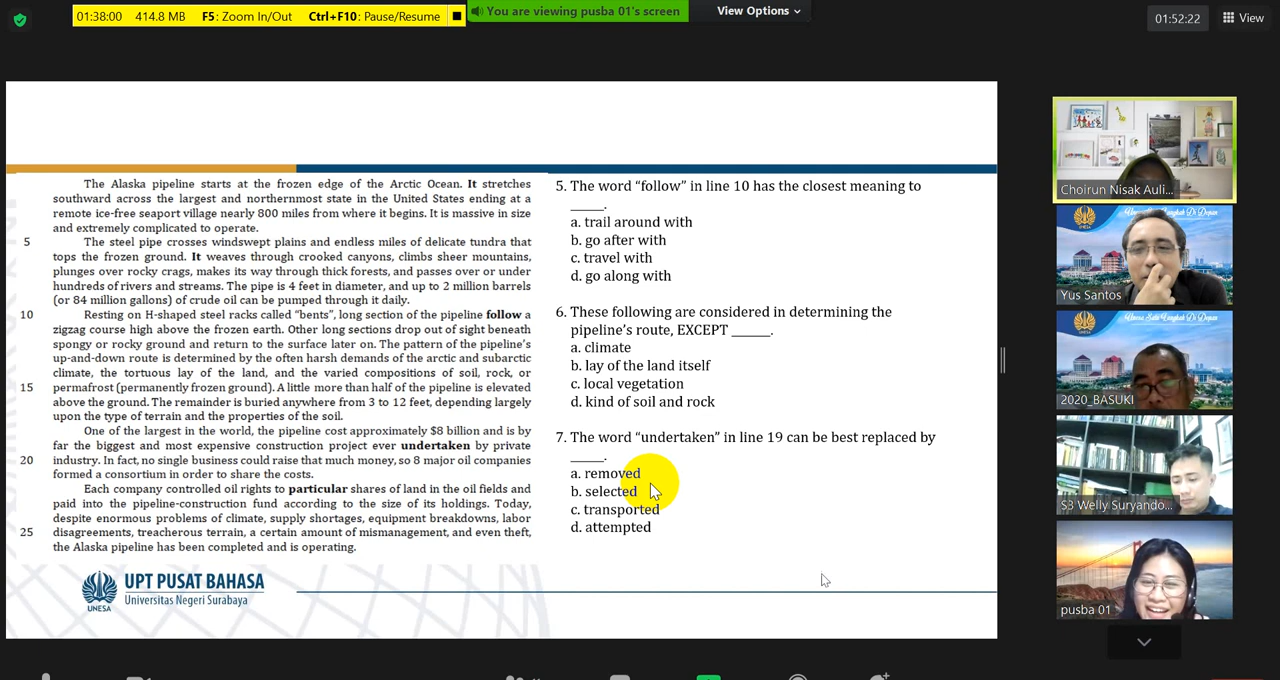 01:38:00 414.8 MB F5: Zoom In/Out Ctrl+F10: Pause/Resume
You are viewing pusba 01's screen
View Options
01:52:22
View
The Alaska pipeline starts at the frozen edge of the Arctic Ocean. It stretches
southward across the largest and northernmost state in the United States ending at a
remote ice-free seaport village nearly 800 miles from where it begins. It is massive in size
and extremely complicated to operate.
5 The steel pipe crosses windswept plains and endless miles of delicate tundra that
tops the frozen ground. It weaves through crooked canyons, climbs sheer mountains,
plunges over rocky crags, makes its way through thick forests, and passes over or under
hundreds of rivers and streams. The pipe is 4 feet in diameter, and up to 2 million barrels
(or 84 million gallons) of crude oil can be pumped through it daily.
10 Resting on H-shaped steel racks called "bents", long section of the pipeline follow a
zigzag course high above the frozen earth. Other long sections drop out of sight beneath
spongy or rocky ground and return to the surface later on. The pattern of the pipeline's
up-and-down route is determined by the often harsh demands of the arctic and subarctic
climate, the tortuous lay of the land, and the varied compositions of soil, rock, or
15 permafrost (permanently frozen ground). A little more than half of the pipeline is elevated
above the ground. The remainder is buried anywhere from 3 to 12 feet, depending largely
upon the type of terrain and the properties of the soil.
One of the largest in the world, the pipeline cost approximately $8 billion and is by
far the biggest and most expensive construction project ever undertaken by private
20 industry. In fact, no single business could raise that much money, so 8 major oil companies
formed a consortium in order to share the costs.
Each company controlled oil rights to particular shares of land in the oil fields and
paid into the pipeline-construction fund according to the size of its holdings. Today,
despite enormous problems of climate, supply shortages, equipment breakdowns, labor
25 disagreements, treacherous terrain, a certain amount of mismanagement, and even theft,
the Alaska pipeline has been completed and is operating.
5. The word "follow" in line 10 has the closest meaning to
_____.
a. trail around with
b. go after with
c. travel with
d. go along with
6. These following are considered in determining the
pipeline's route, EXCEPT ______.
a. climate
b. lay of the land itself
c. local vegetation
d. kind of soil and rock
7. The word "undertaken" in line 19 can be best replaced by
_____.
a. removed
b. selected
c. transported
d. attempted
UNESA
UPT PUSAT BAHASA
Universitas Negeri Surabaya
Choirun Nisak Auli...
UNESA
Yus Santos
UNESA
2020_BASUKI
S3 Welly Suryando...
pusba 01